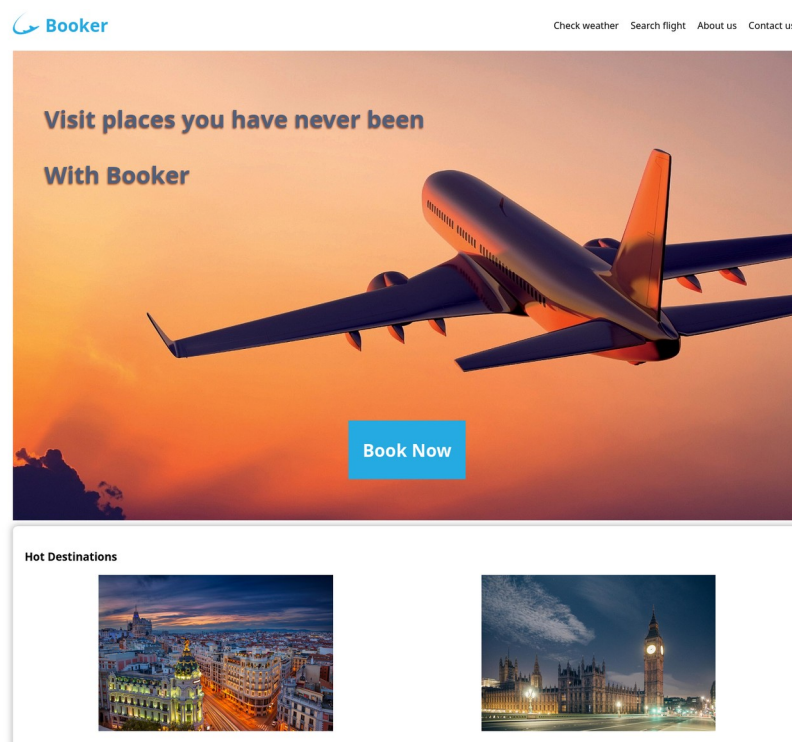 Booker
Check weather Search flight About us Contact us
Visit places you have never been
With Booker
Book Now
Hot Destinations